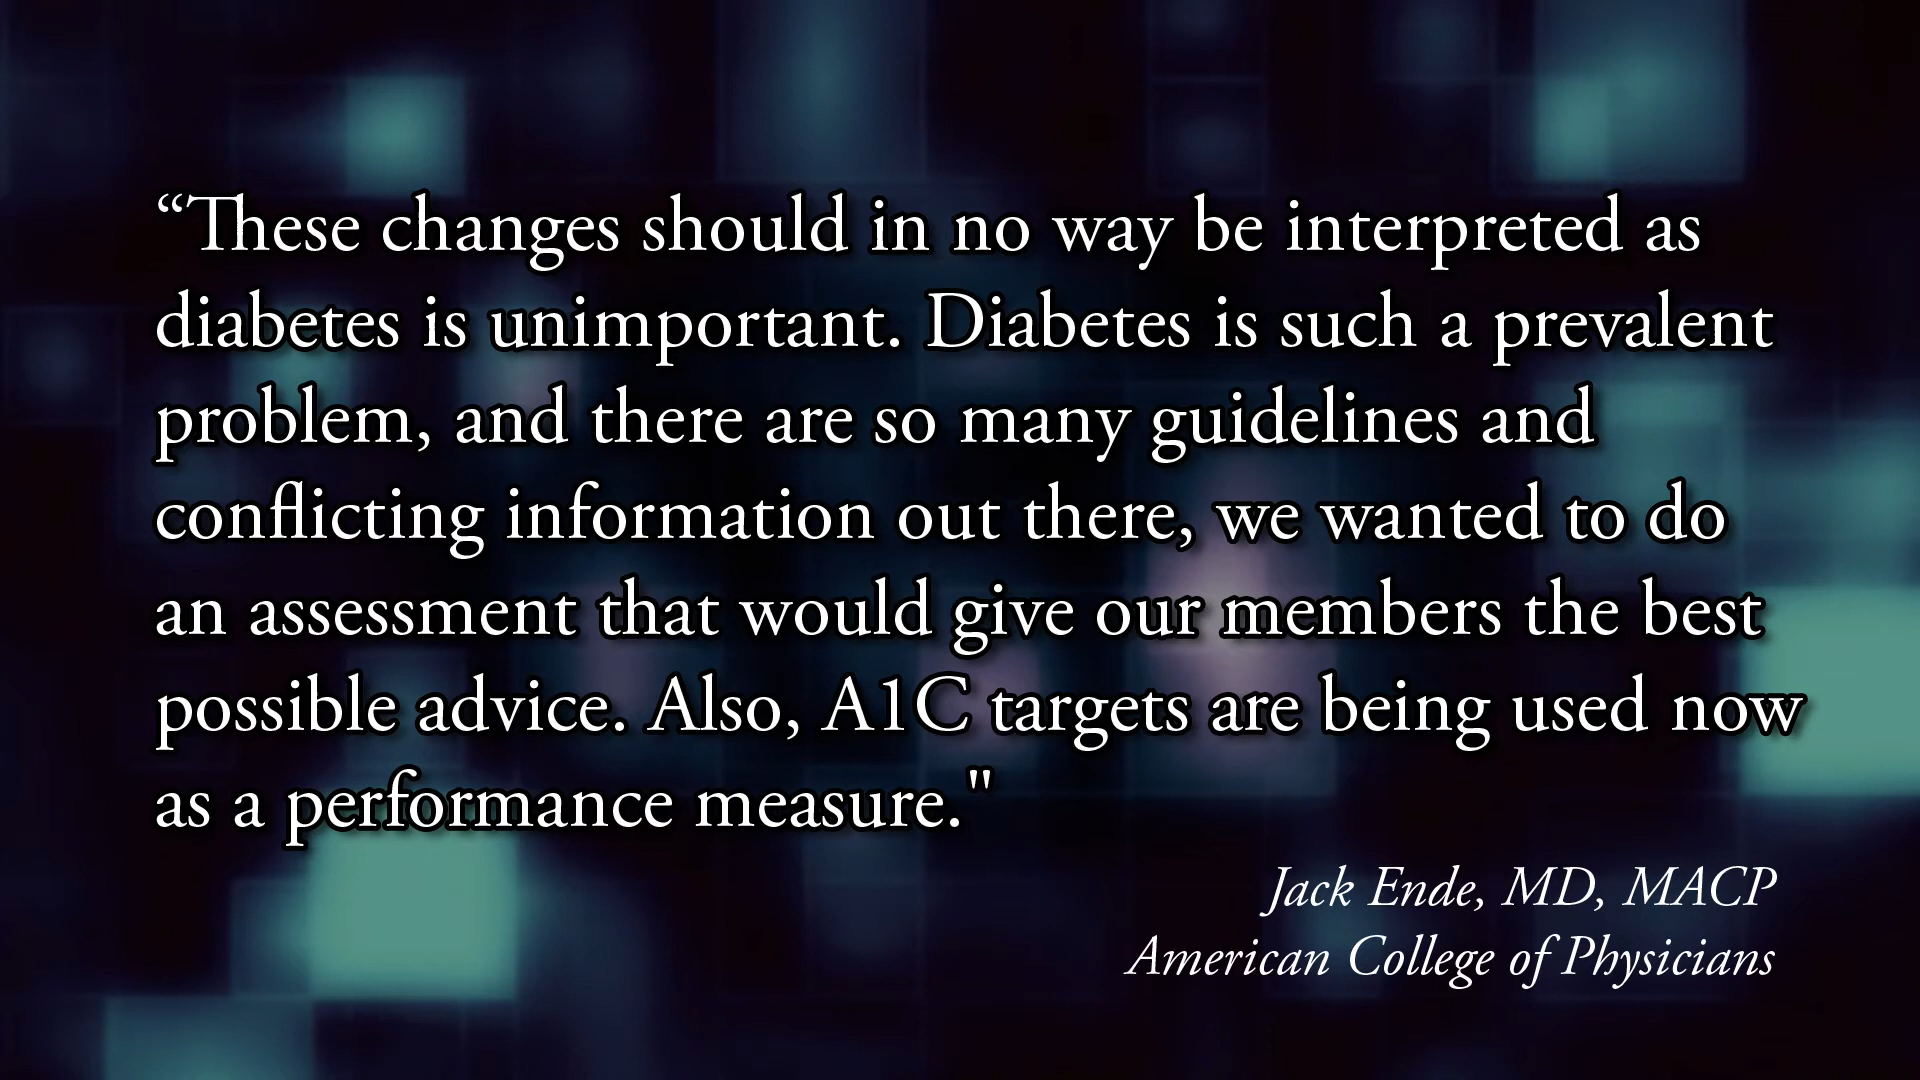 “These changes should in no way be interpreted as
diabetes is unimportant. Diabetes is such a prevalent
problem, and there are so many guidelines and
conflicting information out there, we wanted to do
an assessment that would give our members the best
possible advice. Also, A1C targets are being used now
as a performance measure."
Jack Ende, MD, MACP
American College of Physicians